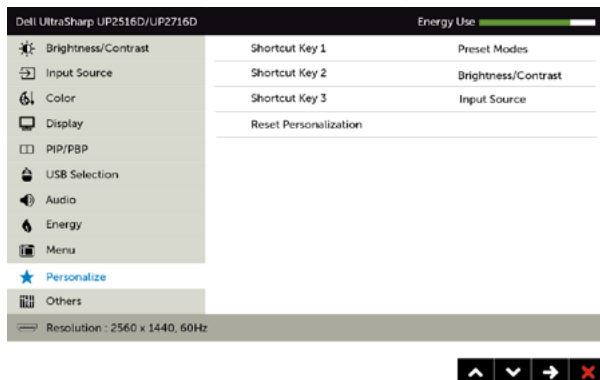 Dell UltraSharp UP2516D/UP2716D Energy Use
Brightness/Contrast Shortcut Key 1 Preset Modes
Input Source Shortcut Key 2 Brightness/Contrast
Color Shortcut Key 3 Input Source
Display Reset Personalization
PIP/PBP
USB Selection
Audio
Energy
Menu
Personalize
Others
Resolution : 2560 x 1440, 60Hz